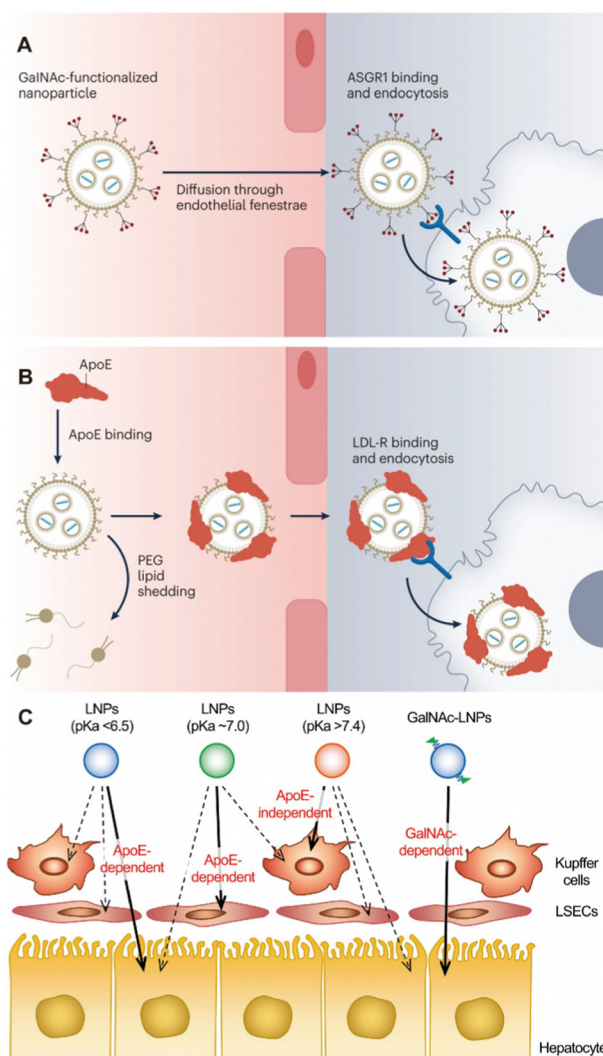 A
GalNAc-functionalized
nanoparticle
Diffusion through
endothelial fenestrae
ASGR1 binding
and endocytosis
B
ApoE
ApoE binding
PEG
lipid
shedding
LDL-R binding
and endocytosis
C
LNPs
(pKa <6.5)
LNPs
(pKa ~7.0)
LNPs
(pKa >7.4)
GalNAc-LNPs
ApoE-
dependent
ApoE-
dependent
ApoE-
independent
GalNAc-
dependent
Kupffer
cells
LSECs
Hepatocyte